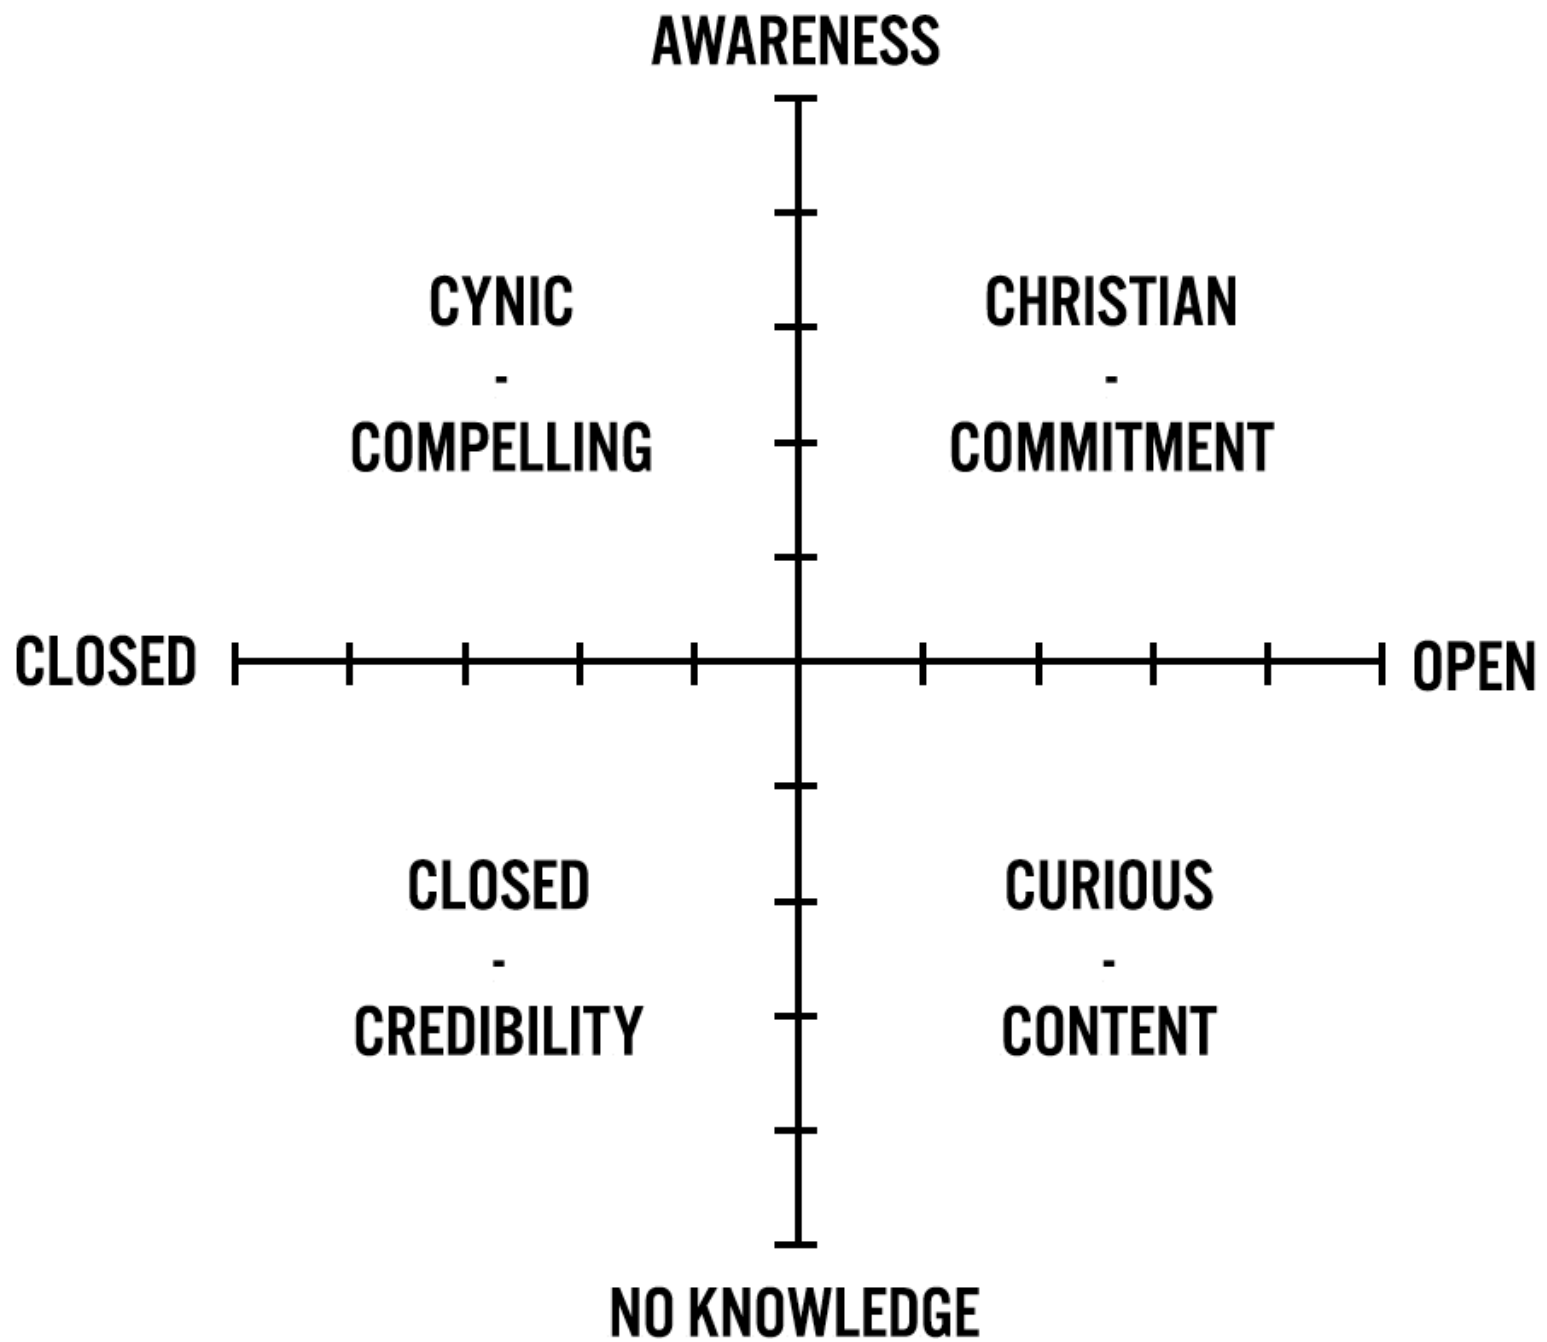 AWARENESS
CYNIC
-
COMPELLING
CHRISTIAN
-
COMMITMENT
CLOSED
OPEN
CLOSED
-
CREDIBILITY
CURIOUS
-
CONTENT
NO KNOWLEDGE